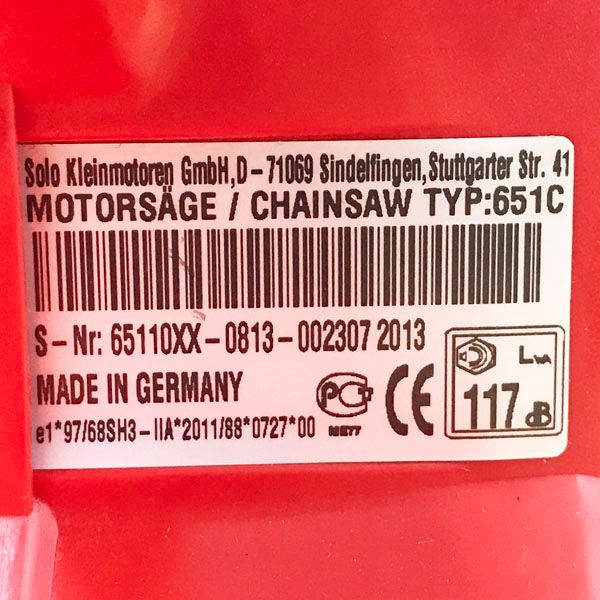 Solo Kleinmotoren GmbH,D-71069 Sindelfingen,Stuttgarter Str. 41
MOTORSÄGE / CHAINSAW TYP:651C
S-Nr: 65110XX-0813-002307 2013
MADE IN GERMANY
e1*97/68SH3-IIA*2011/88*0727*00
CE
117 dB